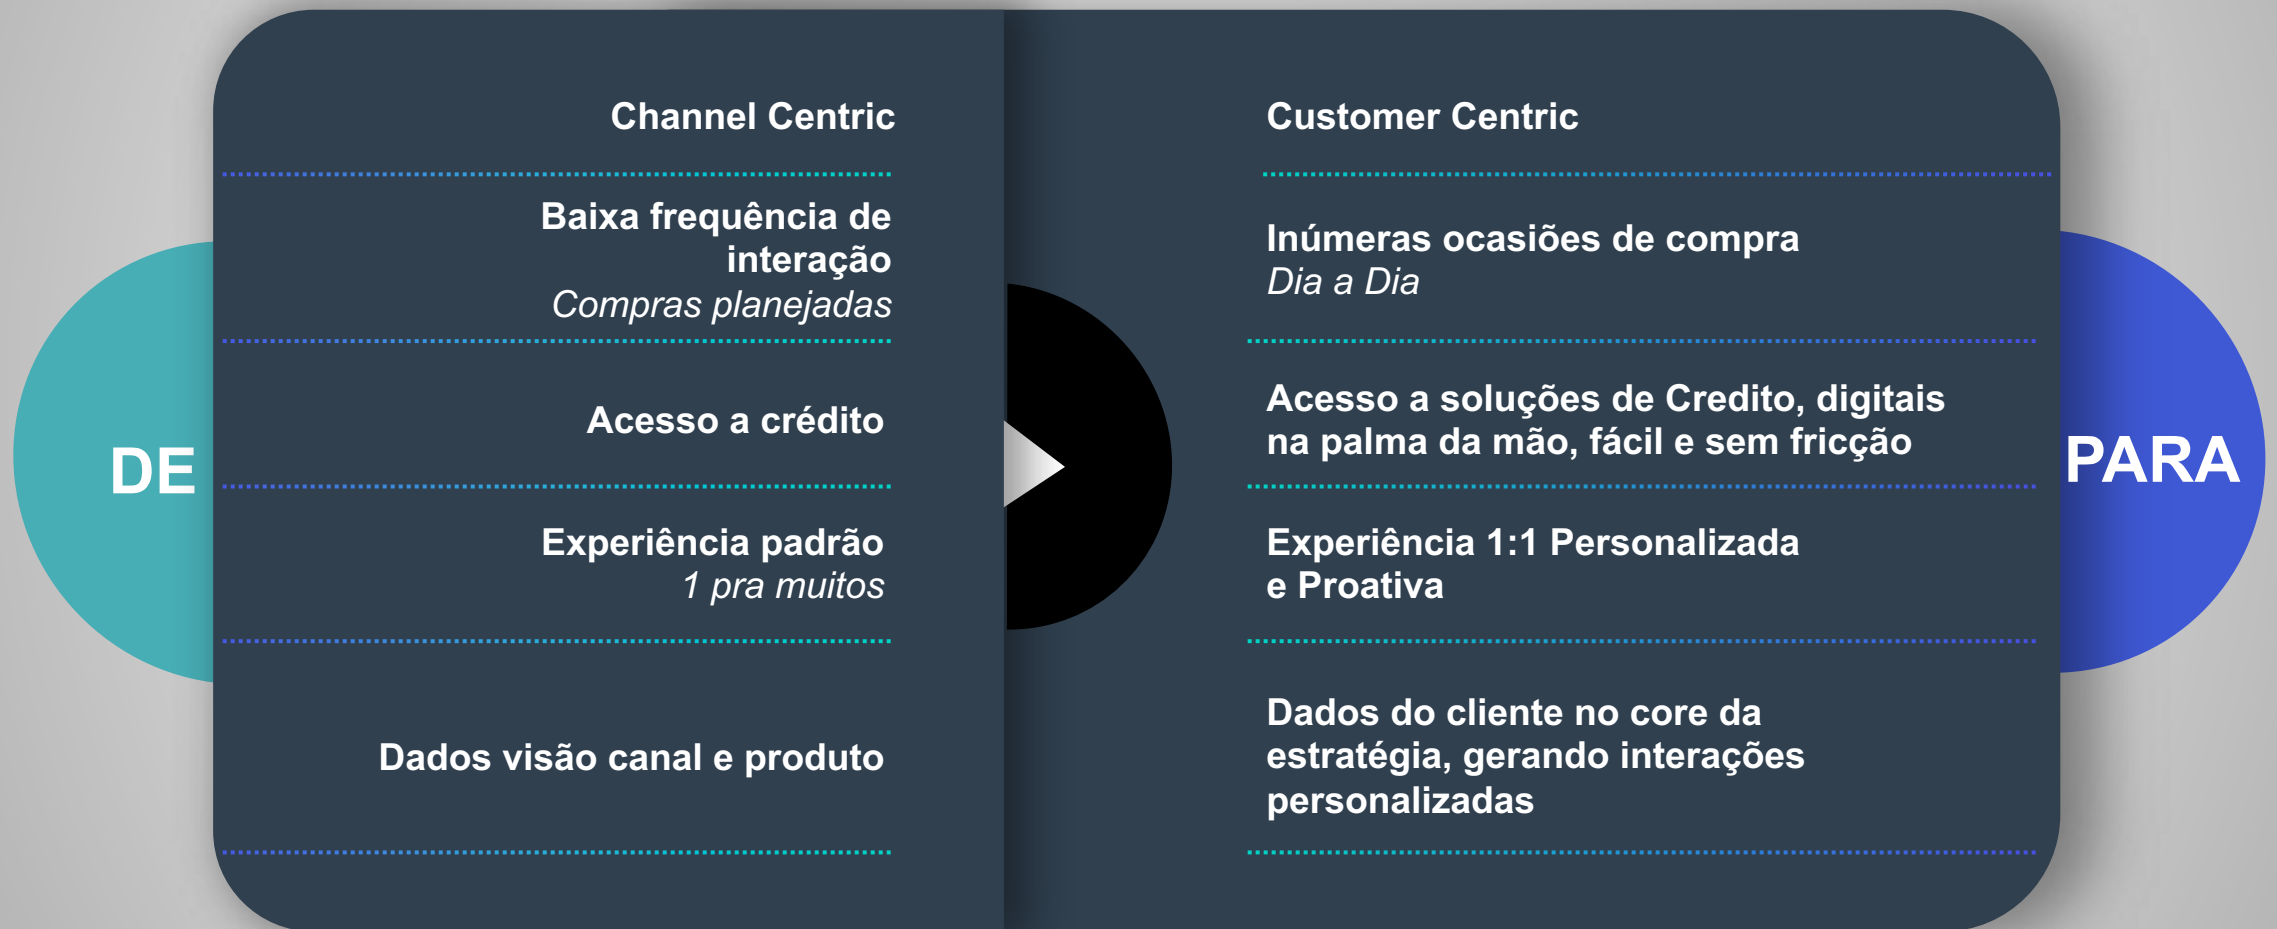 DE
Channel Centric
Baixa frequência de
interação
Compras planejadas
Acesso a crédito
Experiência padrão
1 pra muitos
Dados visão canal e produto
Customer Centric
Inúmeras ocasiões de compra
Dia a Dia
Acesso a soluções de Credito, digitais
na palma da mão, fácil e sem fricção
Experiência 1:1 Personalizada
e Proativa
Dados do cliente no core da
estratégia, gerando interações
personalizadas
PARA